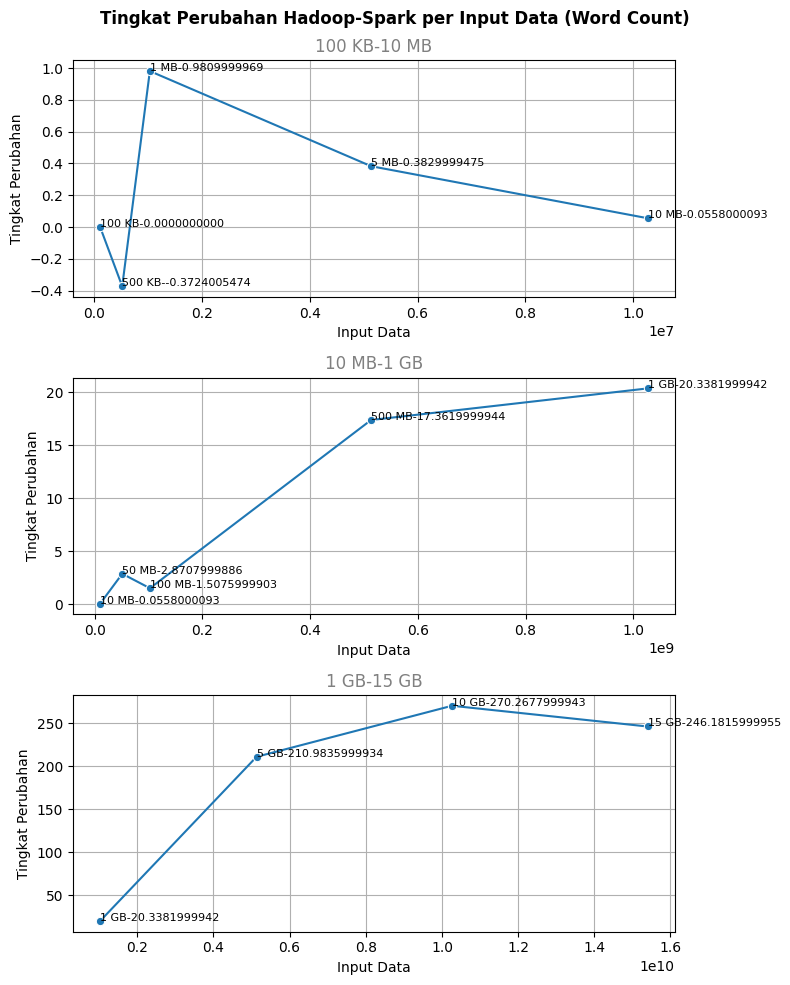 Tingkat Perubahan Hadoop-Spark per Input Data (Word Count)
100 KB-10 MB
Tingkat Perubahan
1.0
0.8
0.6
0.4
0.2
0.0
−0.2
−0.4
100 KB-0.0000000000
500 KB--0.3724005474
1 MB-0.9809999969
5 MB-0.3829999475
10 MB-0.0558000093
0.0 0.2 0.4 0.6 0.8 1.0
1e7
Input Data
10 MB-1 GB
Tingkat Perubahan
20
15
10
5
0
10 MB-0.0558000093
50 MB-2.8707999886
100 MB-1.5075999903
500 MB-17.3619999944
1 GB-20.3381999942
0.0 0.2 0.4 0.6 0.8 1.0
1e9
Input Data
1 GB-15 GB
Tingkat Perubahan
250
200
150
100
50
1 GB-20.3381999942
5 GB-210.9835999934
10 GB-270.2677999943
15 GB-246.1815999955
0.2 0.4 0.6 0.8 1.0 1.2 1.4 1.6
1e10
Input Data